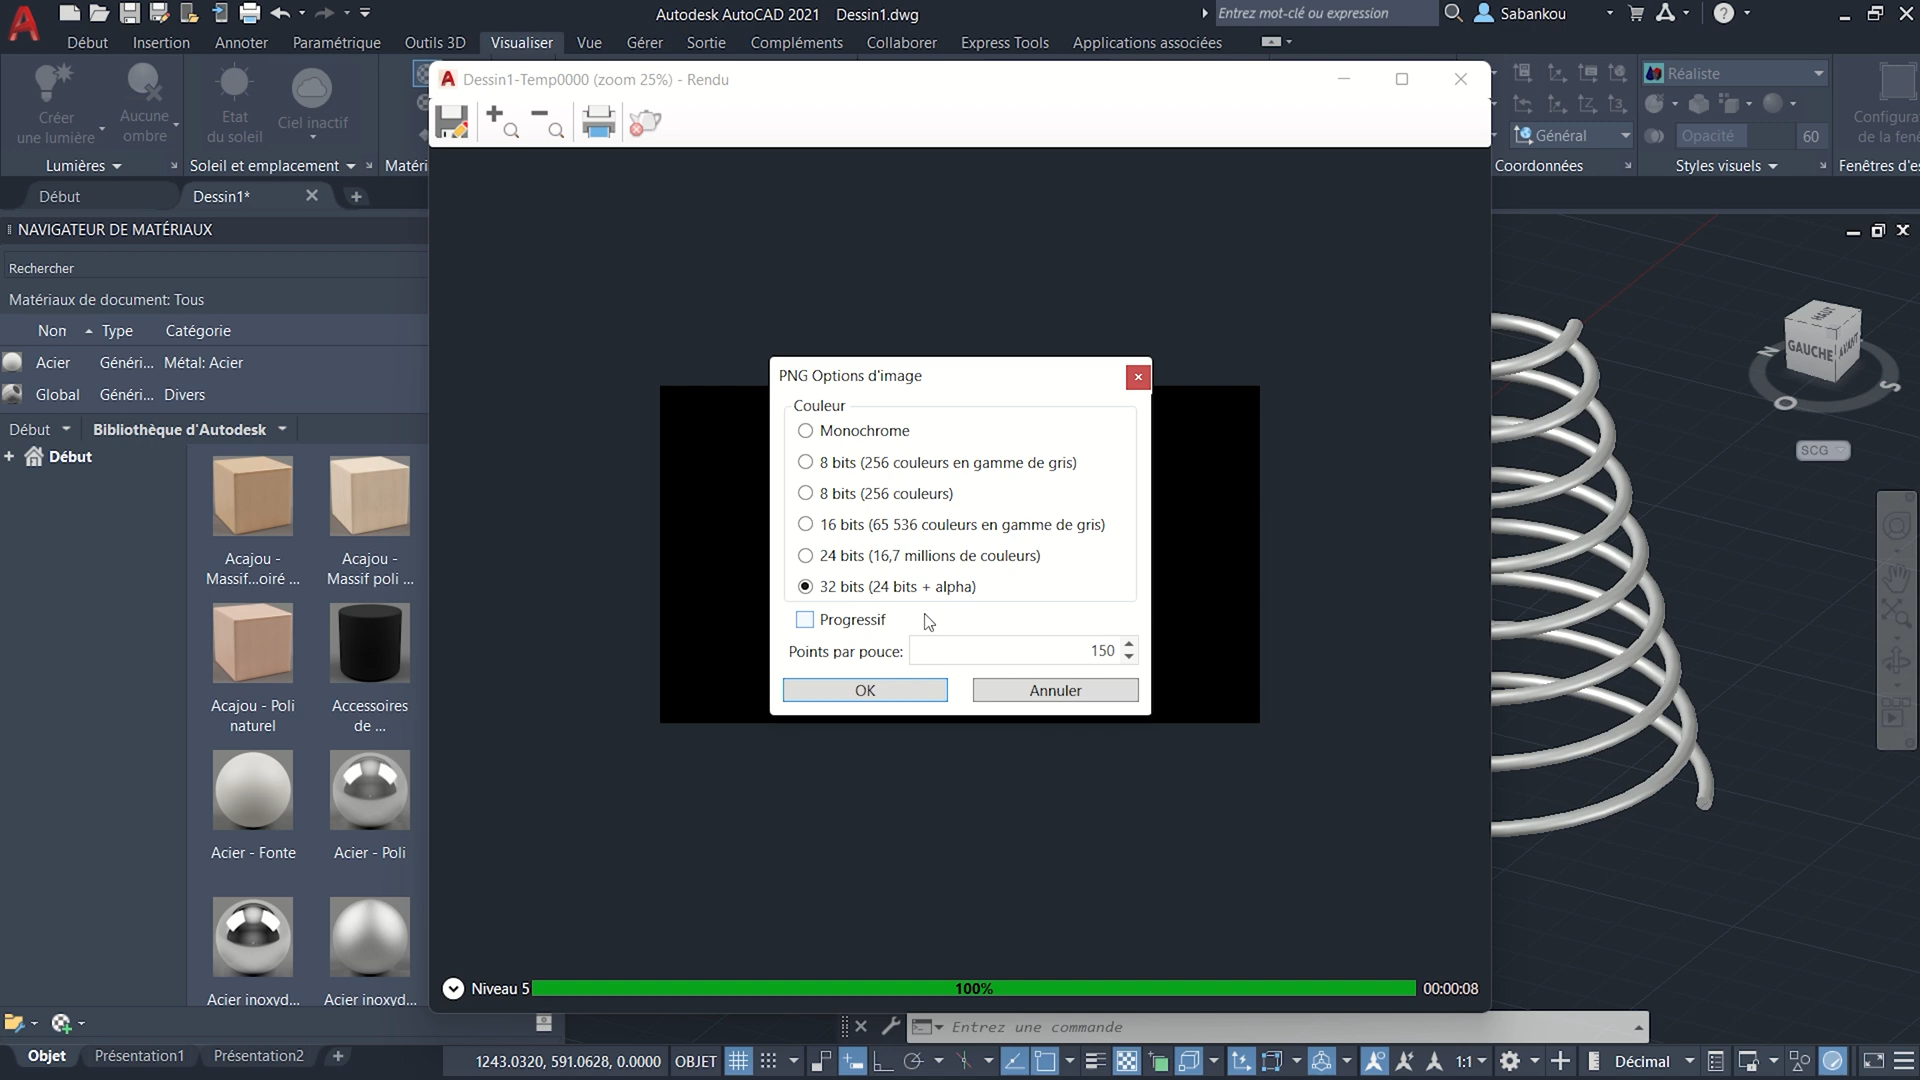 Autodesk AutoCAD 2021 Dessin1.dwg
Entrez mot-clé ou expression
Sabankou
Début Insertion Annoter Paramétrique Outils 3D Visualiser Vue Gérer Sortie Compléments Collaborer Express Tools Applications associées
Créer
une lumière
Aucune
ombre
Etat
du soleil
Ciel inactif
Lumières
Soleil et emplacement
Matéri
Dessin1-Temp0000 (zoom 25%) - Rendu
Réaliste
Général
Opacité 60
Configura
de la fenê
Coordonnées
Styles visuels
Fenêtres d'es
Début
Dessin1*
NAVIGATEUR DE MATÉRIAUX
Rechercher
Matériaux de document: Tous
Non Type Catégorie
Acier Généri... Métal: Acier
Global Généri... Divers
Début Bibliothèque d'Autodesk
Début
Acajou -
Massif...oiré ...
Acajou -
Massif poli ...
Acajou - Poli
naturel
Accessoires
de ...
Acier - Fonte
Acier - Poli
Acier inoxyd...
Acier inoxyd...
PNG Options d'image
Couleur
Monochrome
8 bits (256 couleurs en gamme de gris)
8 bits (256 couleurs)
16 bits (65 536 couleurs en gamme de gris)
24 bits (16,7 millions de couleurs)
32 bits (24 bits + alpha)
Progressif
Points par pouce: 150
OK
Annuler
HAUT
GAUCHE
AVANT
N
S
O
SCG
Niveau 5
100%
00:00:08
Entrez une commande
Objet Présentation1 Présentation2
1243.0320, 591.0628, 0.0000 OBJET
1:1
Décimal